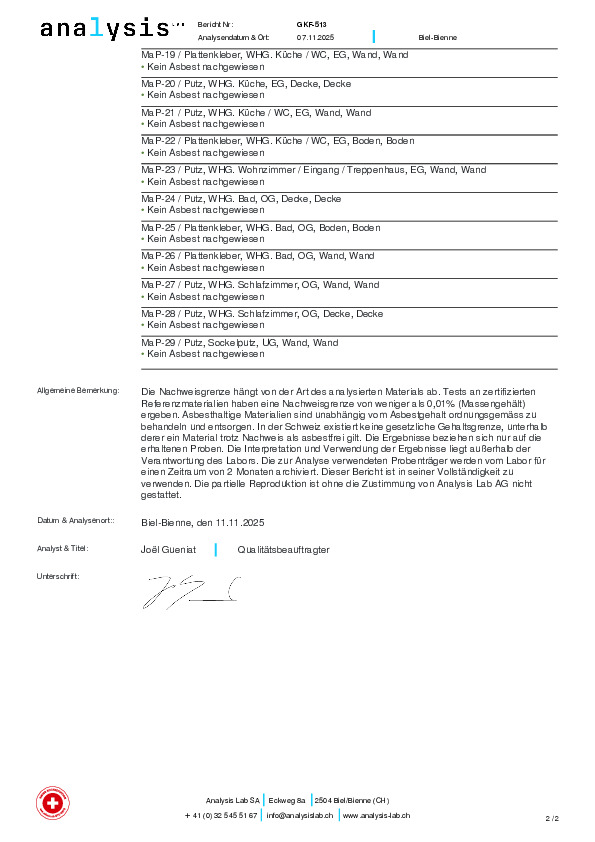 analysis
Bericht Nr: GKF-513
Analysendatum & Ort: 07.11.2025 Biel-Bienne
MaP-19 / Plattenkleber, WHG. Küche / WC, EG, Wand, Wand
• Kein Asbest nachgewiesen
MaP-20 / Putz, WHG. Küche, EG, Decke, Decke
• Kein Asbest nachgewiesen
MaP-21 / Putz, WHG. Küche / WC, EG, Wand, Wand
• Kein Asbest nachgewiesen
MaP-22 / Plattenkleber, WHG. Küche / WC, EG, Boden, Boden
• Kein Asbest nachgewiesen
MaP-23 / Putz, WHG. Wohnzimmer / Eingang / Treppenhaus, EG, Wand, Wand
• Kein Asbest nachgewiesen
MaP-24 / Putz, WHG. Bad, OG, Decke, Decke
• Kein Asbest nachgewiesen
MaP-25 / Plattenkleber, WHG. Bad, OG, Boden, Boden
• Kein Asbest nachgewiesen
MaP-26 / Plattenkleber, WHG. Bad, OG, Wand, Wand
• Kein Asbest nachgewiesen
MaP-27 / Putz, WHG. Schlafzimmer, OG, Wand, Wand
• Kein Asbest nachgewiesen
MaP-28 / Putz, WHG. Schlafzimmer, OG, Decke, Decke
• Kein Asbest nachgewiesen
MaP-29 / Putz, Sockelputz, UG, Wand, Wand
• Kein Asbest nachgewiesen
Allgemeine Bemerkung: Die Nachweisgrenze hängt von der Art des analysierten Materials ab. Tests an zertifizierten
Referenzmaterialien haben eine Nachweisgrenze von weniger als 0,01% (Massengehält)
ergeben. Asbesthaltige Materialien sind unabhängig vom Asbestgehalt ordnungsgemäss zu
behandeln und entsorgen. In der Schweiz existiert keine gesetzliche Gehaltsgrenze, unterhalb
derer ein Material trotz Nachweis als asbestfrei gilt. Die Ergebnisse beziehen sich nur auf die
erhaltenen Proben. Die Interpretation und Verwendung der Ergebnisse liegt außerhalb der
Verantwortung des Labors. Die zur Analyse verwendeten Probenträger werden vom Labor für
einen Zeitraum von 2 Monaten archiviert. Dieser Bericht ist in seiner Vollständigkeit zu
verwenden. Die partielle Reproduktion ist ohne die Zustimmung von Analysis Lab AG nicht
gestattet.
Datum & Analysenort:: Biel-Bienne, den 11.11.2025
Analyst & Titel: Joël Gueniat Qualitätsbeauftragter
Unterschrift:
Analysis Lab SA Eckweg 8a 2504 Biel/Bienne (CH)
+ 41 (0) 32 545 51 67 info@analysislab.ch www.analysis-lab.ch
2 / 2